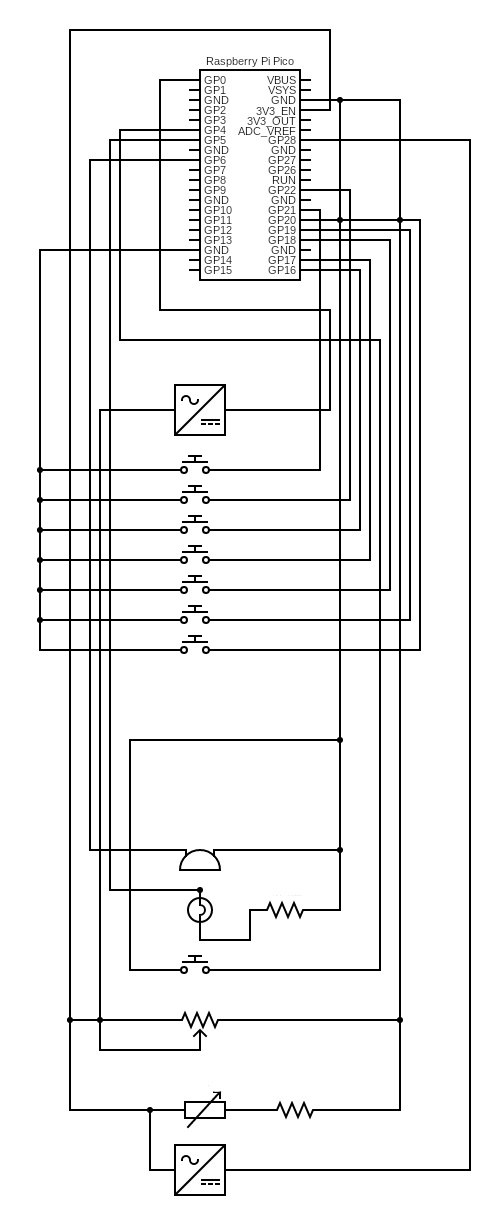 Raspberry Pi Pico
GP0 VBUS
GP1 VSYS
GND GND
GP2 3V3_EN
GP3 3V3_OUT
GP4 ADC_VREF
GP5 GP28
GND GND
GP6 GP27
GP7 GP26
GP8 RUN
GP9 GP22
GND GND
GP10 GP21
GP11 GP20
GP12 GP19
GP13 GP18
GND GND
GP14 GP17
GP15 GP16